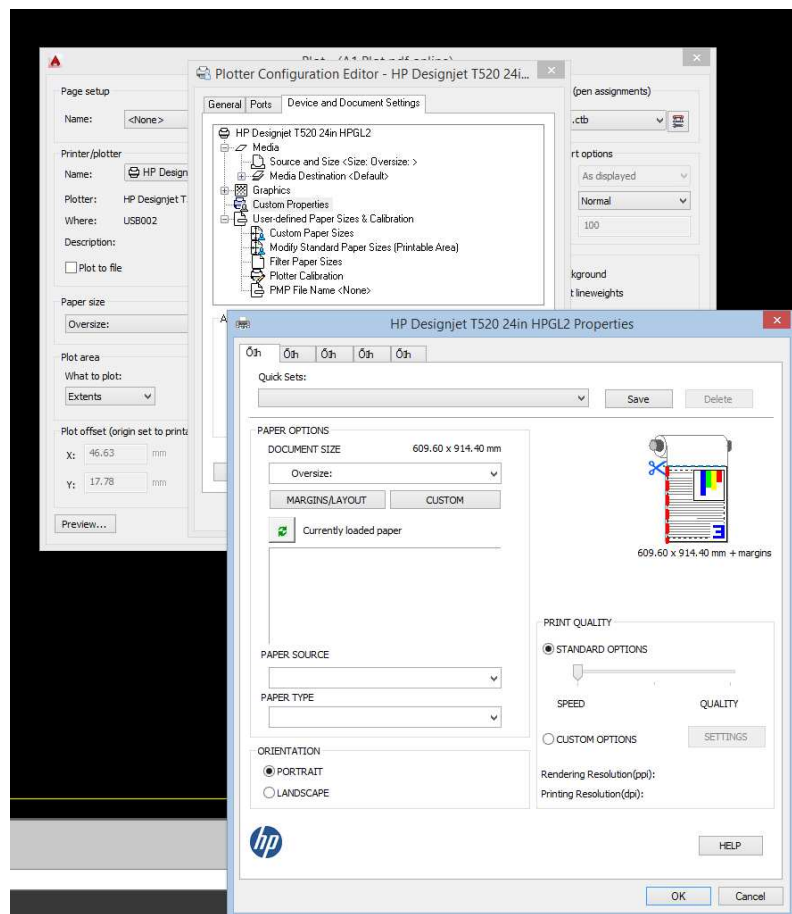 Plotter Configuration Editor - HP Designjet T520 24i...
Page setup
Name:
<None>
Printer/plotter
Name:
HP Design
Plotter:
HP Designjet T
Where:
USB002
Description:
Plot to file
Paper size
Oversize:
Plot area
What to plot:
Extents
Plot offset (origin set to printa
X:
46.63
mm
Y:
17.78
mm
Preview...
General
Ports
Device and Document Settings
HP Designjet T520 24in HPGL2
Media
Source and Size <Size: Oversize: >
Media Destination <Default>
Graphics
Custom Properties
User-defined Paper Sizes & Calibration
Custom Paper Sizes
Modify Standard Paper Sizes (Printable Area)
Filter Paper Sizes
Plotter Calibration
PMP File Name <None>
A
(pen assignments)
.ctb
rt options
As displayed
Normal
100
kground
t lineweights
HP Designjet T520 24in HPGL2 Properties
Quick Sets:
Save
Delete
PAPER OPTIONS
DOCUMENT SIZE
609.60 x 914.40 mm
Oversize:
MARGINS/LAYOUT
CUSTOM
Currently loaded paper
3
609.60 x 914.40 mm + margins
PAPER SOURCE
PAPER TYPE
ORIENTATION
PORTRAIT
LANDSCAPE
PRINT QUALITY
STANDARD OPTIONS
SPEED
QUALITY
CUSTOM OPTIONS
SETTINGS
Rendering Resolution(ppi):
Printing Resolution(dpi):
hp
HELP
OK
Cancel